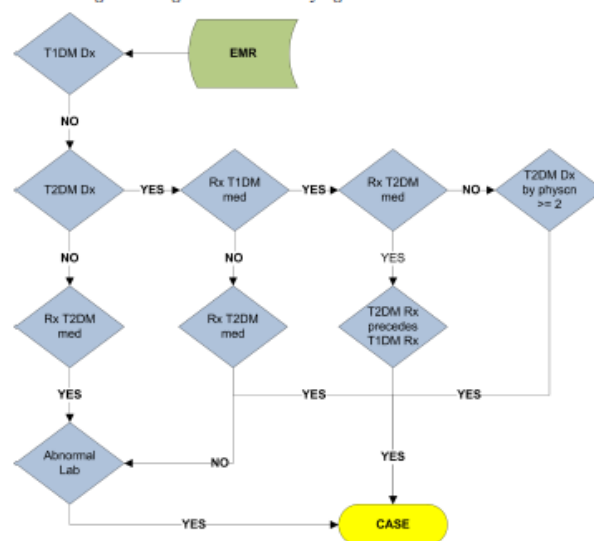 T1DM Dx
EMR
NO
T2DM Dx
YES
Rx T1DM
med
YES
Rx T2DM
med
NO
T2DM Dx
by physcn
>= 2
NO
NO
YES
Rx T2DM
med
Rx T2DM
med
T2DM Rx
precedes
T1DM Rx
YES
YES
YES
Abnormal
Lab
NO
YES
YES
CASE